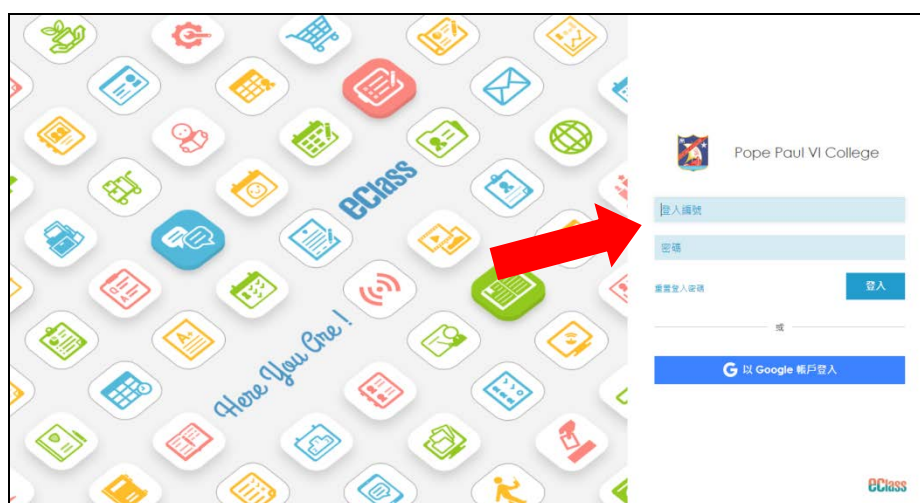 eClass
Here You Are !
Pope Paul VI College
登入編號
密碼
重置登入密碼
登入
或
G 以 Google 帳戶登入
eClass